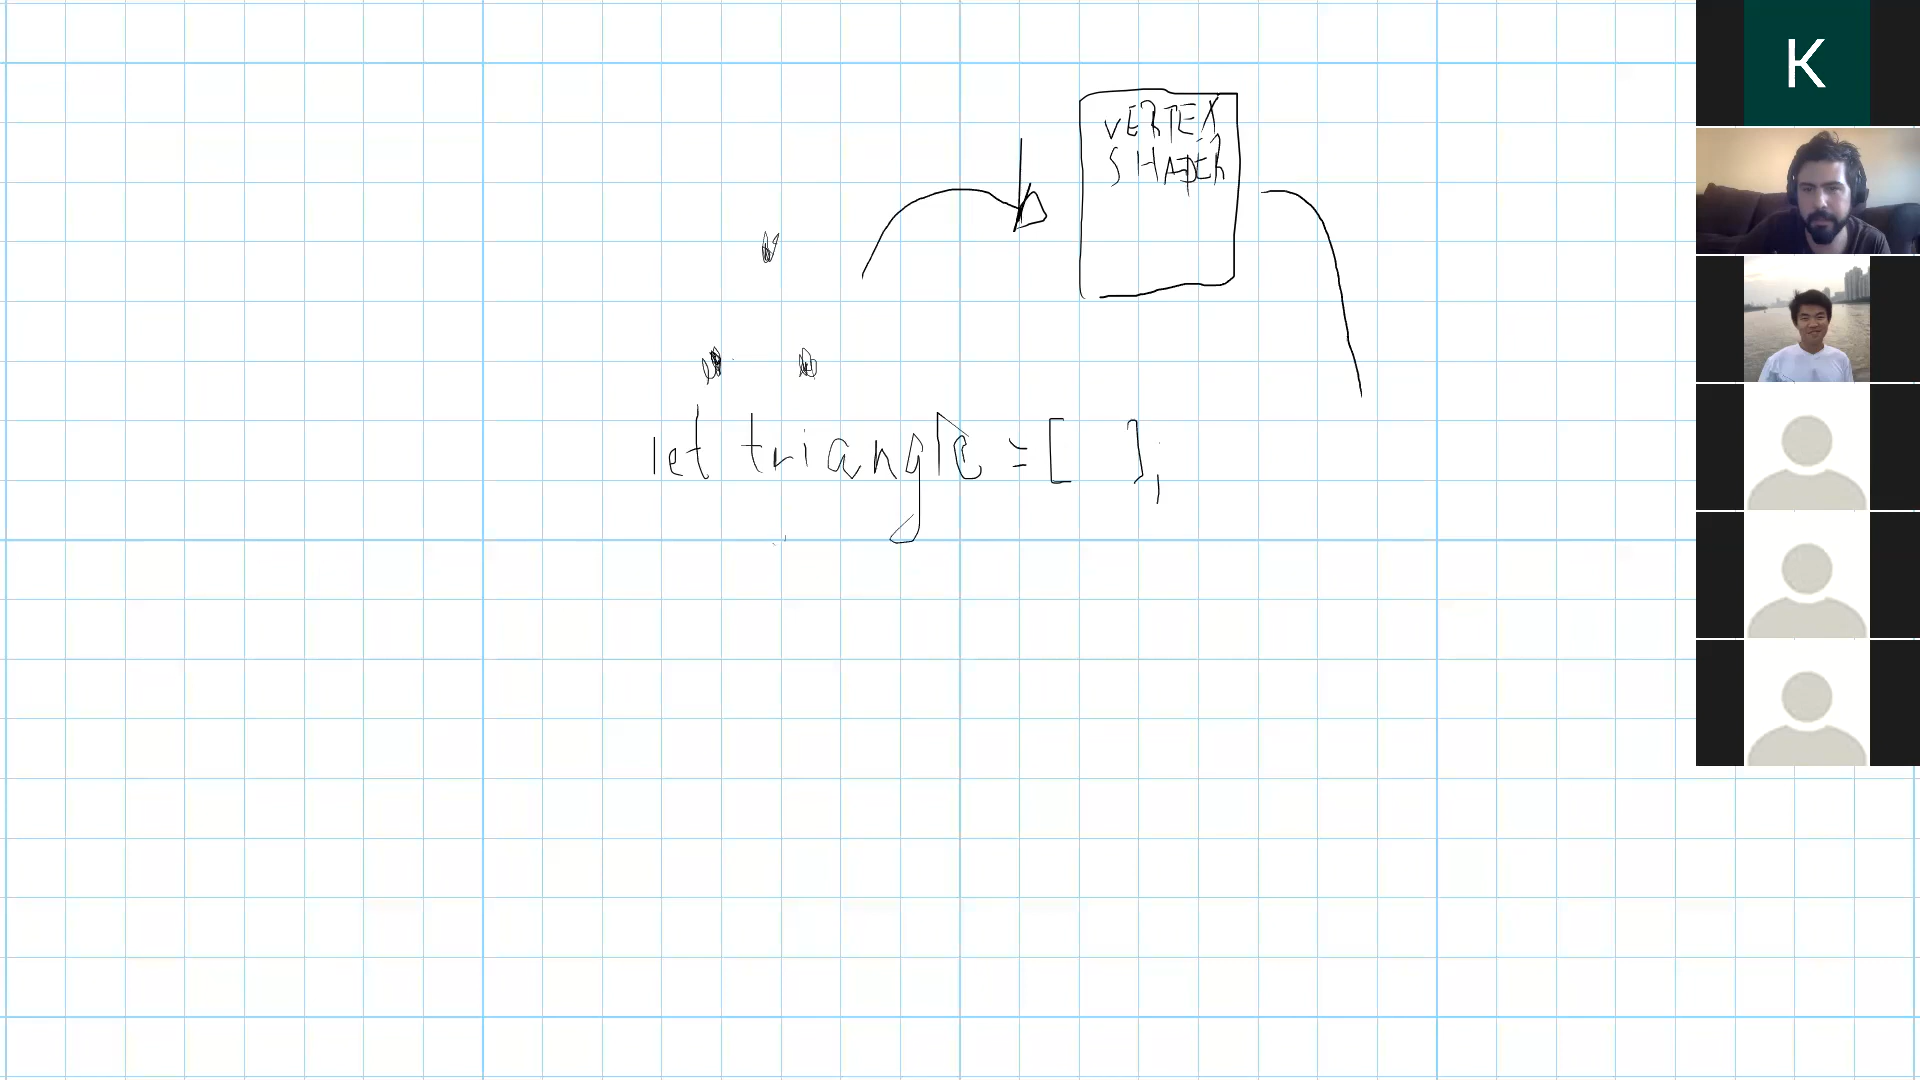 VERTEX
SHADER
let triangle = [ ];
K